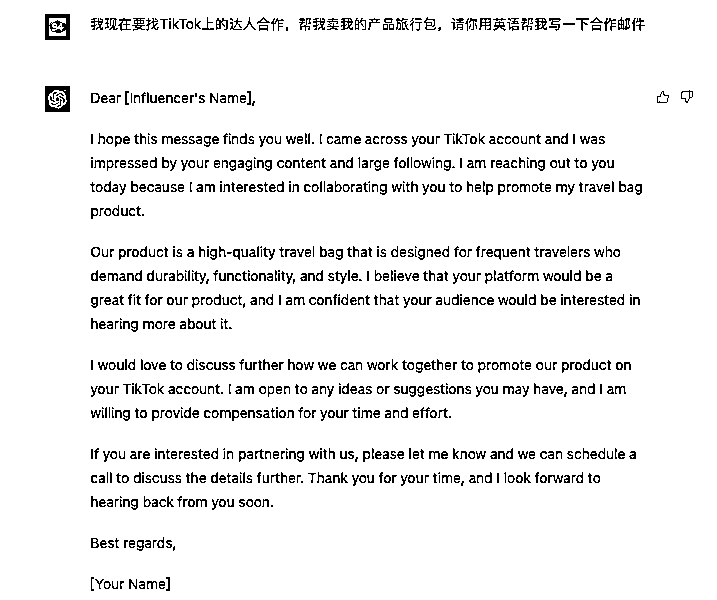 我现在要找TikTok上的达人合作，帮我卖我的产品旅行包，请你用英语帮我写一下合作邮件
Dear [Influencer's Name],
I hope this message finds you well. I came across your TikTok account and I was
impressed by your engaging content and large following. I am reaching out to you
today because I am interested in collaborating with you to help promote my travel bag
product.
Our product is a high-quality travel bag that is designed for frequent travelers who
demand durability, functionality, and style. I believe that your platform would be a
great fit for our product, and I am confident that your audience would be interested in
hearing more about it.
I would love to discuss further how we can work together to promote our product on
your TikTok account. I am open to any ideas or suggestions you may have, and I am
willing to provide compensation for your time and effort.
If you are interested in partnering with us, please let me know and we can schedule a
call to discuss the details further. Thank you for your time, and I look forward to
hearing back from you soon.
Best regards,
[Your Name]